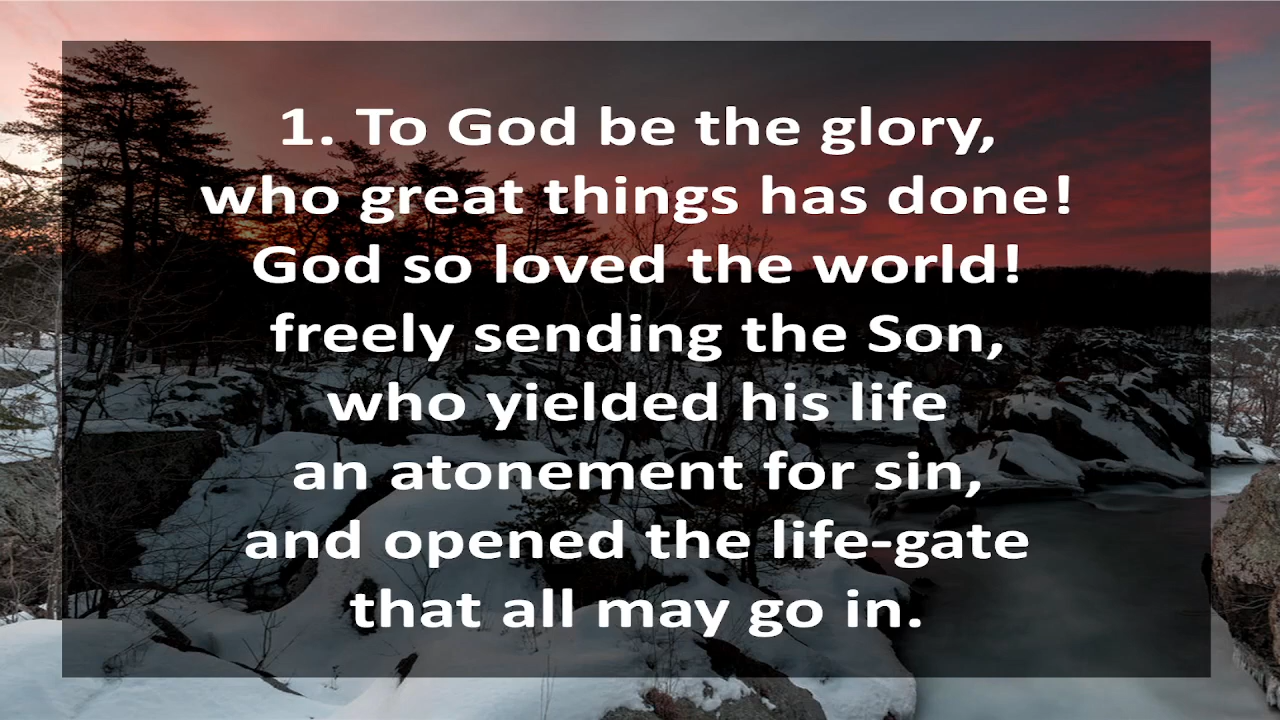 1. To God be the glory,
who great things has done!
God so loved the world!
freely sending the Son,
who yielded his life
an atonement for sin,
and opened the life-gate
that all may go in.